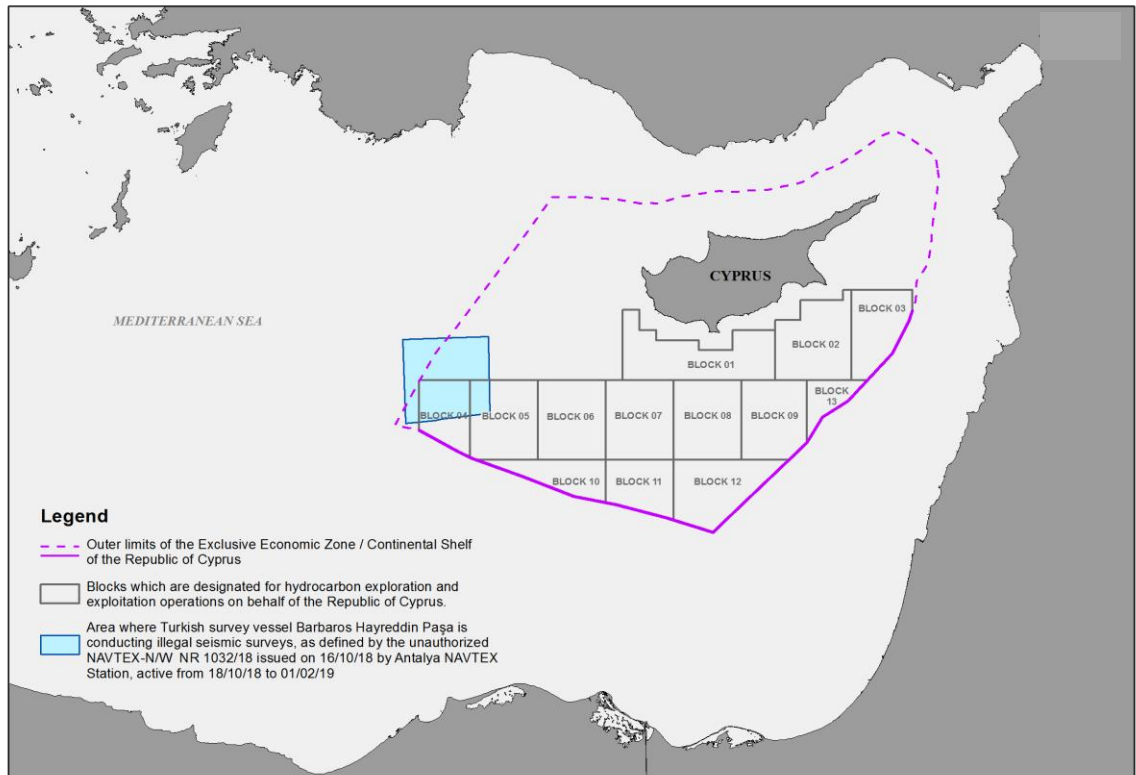 CYPRUS
MEDITERRANEAN SEA
BLOCK 03
BLOCK 02
BLOCK 01
BLOCK 04
BLOCK 05
BLOCK 06
BLOCK 07
BLOCK 08
BLOCK 09
BLOCK
13
BLOCK 10
BLOCK 11
BLOCK 12
Legend
Outer limits of the Exclusive Economic Zone / Continental Shelf
of the Republic of Cyprus
Blocks which are designated for hydrocarbon exploration and
exploitation operations on behalf of the Republic of Cyprus.
Area where Turkish survey vessel Barbaros Hayreddin Paşa is
conducting illegal seismic surveys, as defined by the unauthorized
NAVTEX-N/W NR 1032/18 issued on 16/10/18 by Antalya NAVTEX
Station, active from 18/10/18 to 01/02/19